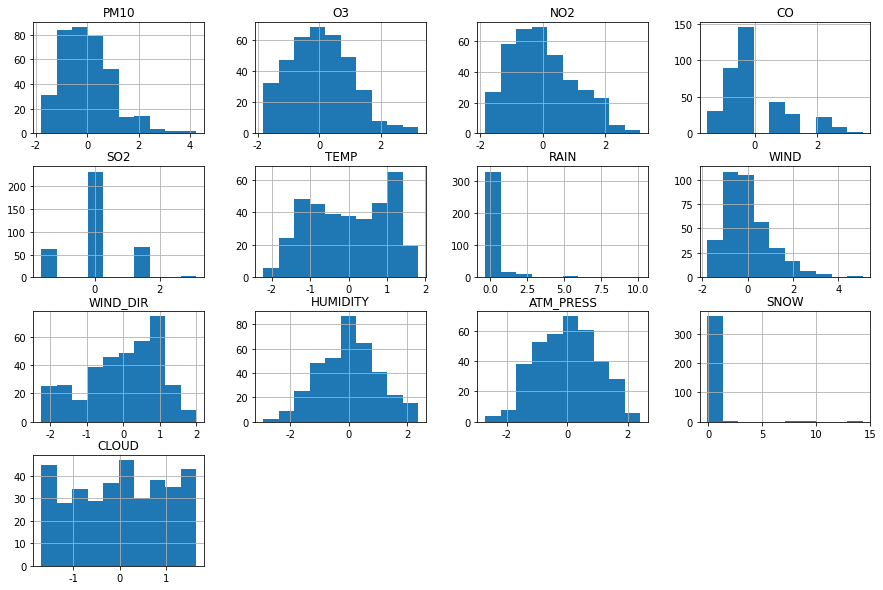 PM10 O3 NO2 CO
80 60 40 20 0
-2 0 2 4
60 40 20 0
0 2
60 40 20 0
-2 0 2
150 100 50 0
0 2
SO2 TEMP RAIN WIND
200 150 100 50 0
0 2
60 40 20 0
-2 -1 0 1 2
300 200 100 0
0.0 2.5 5.0 7.5 10.0
100 75 50 25 0
-2 0 2 4
WIND_DIR HUMIDITY ATM_PRESS SNOW
60 40 20 0
-2 -1 0 1 2
80 60 40 20 0
-2 0 2
60 40 20 0
-2 0 2
300 200 100 0
0 5 10 15
CLOUD
40 30 20 10 0
-1 0 1